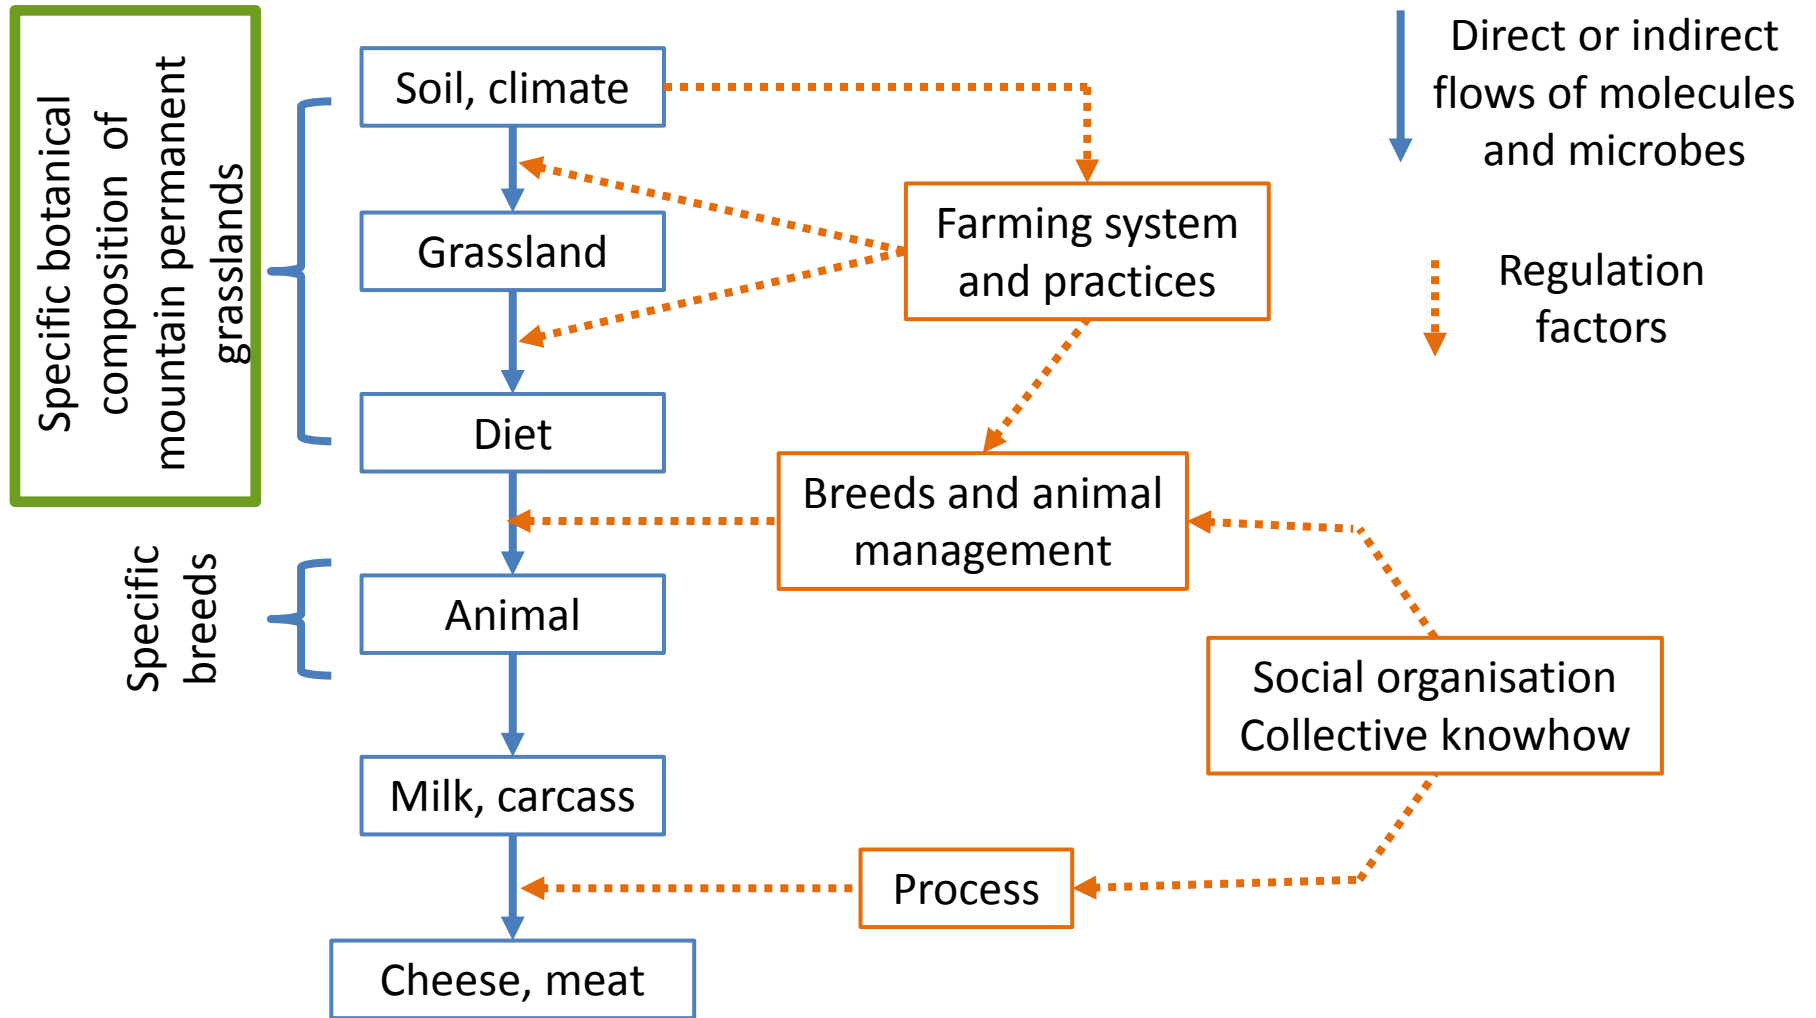 Specific botanical
composition of
mountain permanent
grasslands
Soil, climate
Grassland
Diet
Specific
breeds
Animal
Milk, carcass
Cheese, meat
Farming system
and practices
Breeds and animal
management
Social organisation
Collective knowhow
Process
Direct or indirect
flows of molecules
and microbes
Regulation
factors